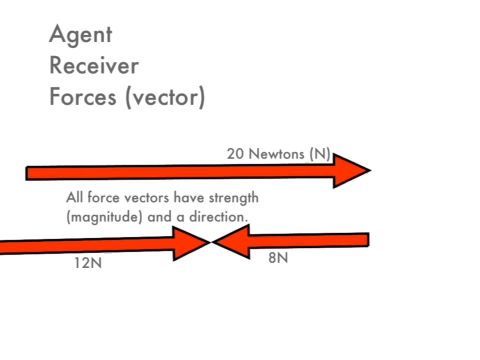 Agent
Receiver
Forces (vector)
20 Newtons (N)
All force vectors have strength
(magnitude) and a direction.
12N
8N